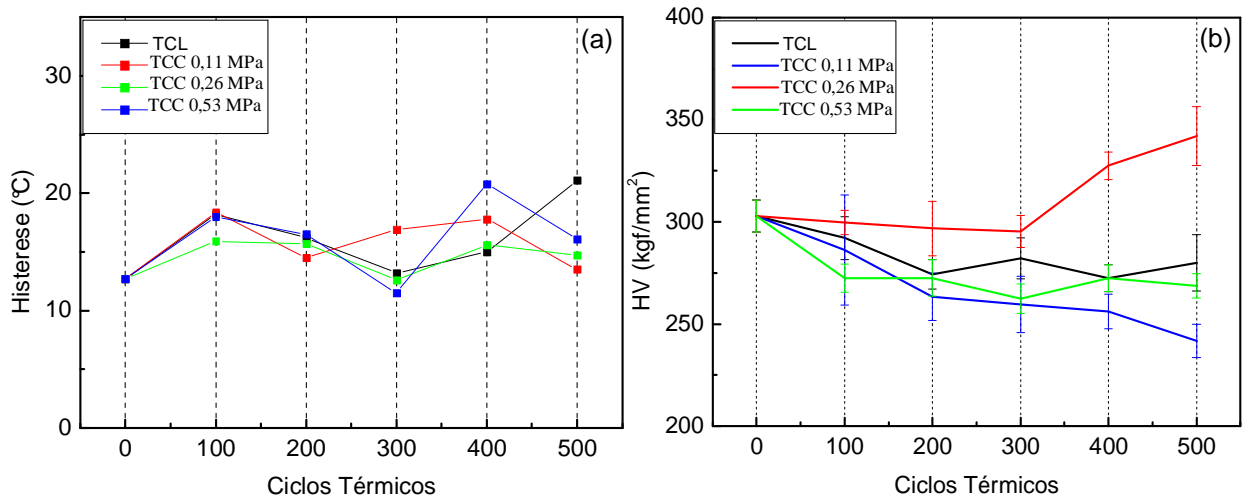 (a)
TCL
TCC 0,11 MPa
TCC 0,26 MPa
TCC 0,53 MPa
30
20
10
0
Histerese (°C)
0 100 200 300 400 500
Ciclos Térmicos
(b)
TCL
TCC 0,11 MPa
TCC 0,26 MPa
TCC 0,53 MPa
400
350
300
250
200
HV (kgf/mm²)
0 100 200 300 400 500
Ciclos Térmicos